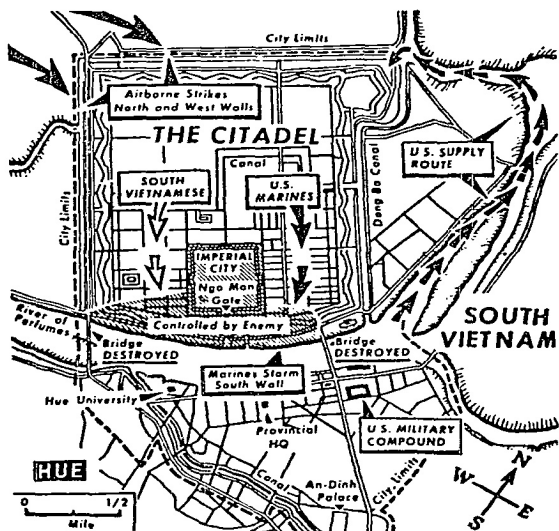 City Limits
Airborne Strikes
North and West Walls
THE CITADEL
Canal
SOUTH
VIETNAMESE
U.S.
MARINES
U.S. SUPPLY
ROUTE
Dong Ba Canal
City Limits
IMPERIAL
CITY
Ngo Mon
Gate
Controlled by Enemy
River of
Perfumes
Bridge
DESTROYED
Bridge
DESTROYED
SOUTH
VIETNAM
Marines Storm
South Wall
Hue University
Provincial
HQ
U.S. MILITARY
COMPOUND
HUE
Canal
An-Dinh
Palace
City Limits
0 1/2
Mile
N
W
E
S